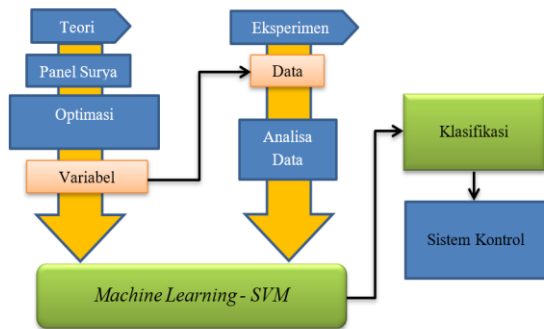 Teori
Panel Surya
Optimasi
Variabel
Eksperimen
Data
Analisa
Data
Machine Learning - SVM
Klasifikasi
Sistem Kontrol